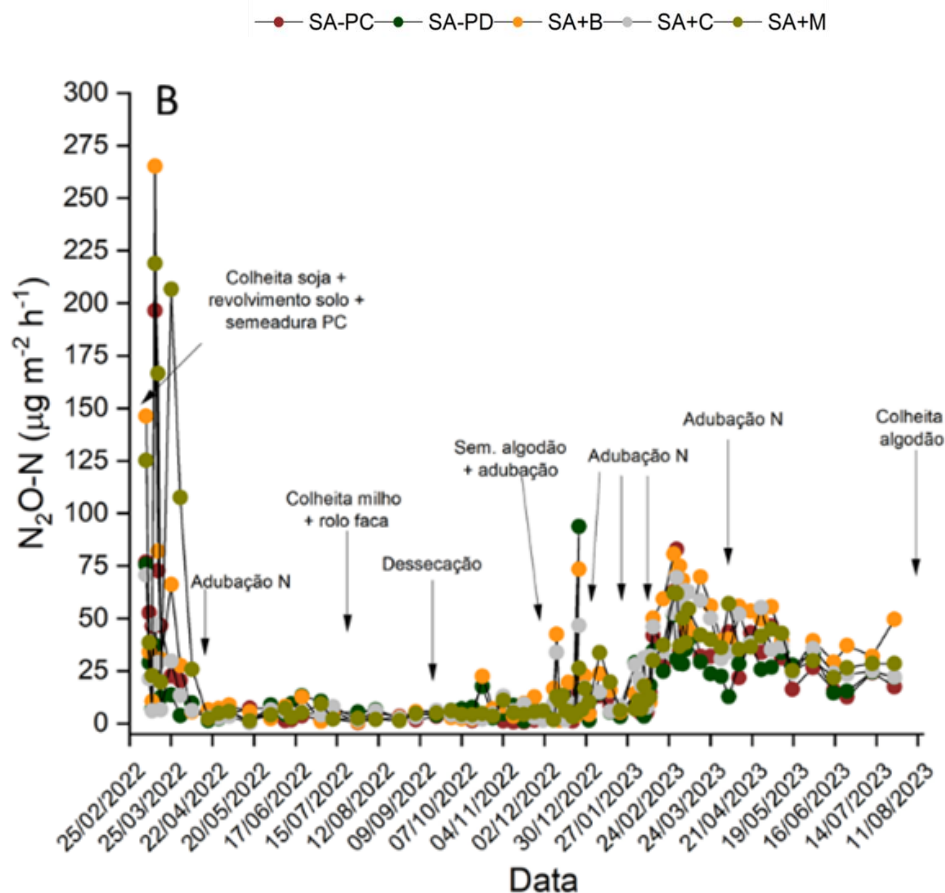 SA-PC SA-PD SA+B SA+C SA+M
B
300
275
250
225
200
175
150
125
100
75
50
25
0
N₂O-N (µg m⁻² h⁻¹)
Colheita soja +
revolvimento solo +
semeadura PC
Adubação N
Colheita milho
+ rolo faca
Dessecação
Sem. algodão
+ adubação
Adubação N
Adubação N
Colheita
algodão
25/02/2022
25/03/2022
22/04/2022
20/05/2022
17/06/2022
15/07/2022
12/08/2022
09/09/2022
07/10/2022
04/11/2022
02/12/2022
30/12/2022
27/01/2023
24/02/2023
24/03/2023
21/04/2023
19/05/2023
16/06/2023
14/07/2023
11/08/2023
Data